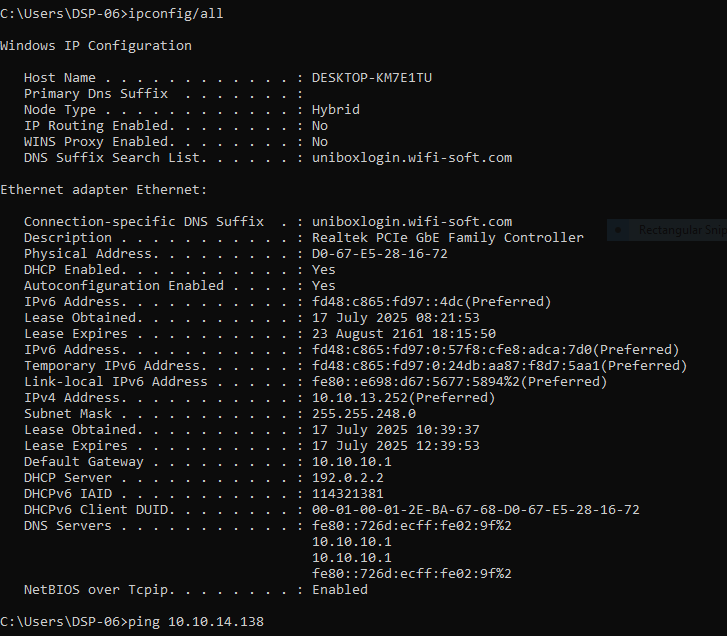 C:\Users\DSP-06>ipconfig/all
Windows IP Configuration
Host Name . . . . . . . . . . . . : DESKTOP-KM7E1TU
Primary Dns Suffix  . . . . . . . :
Node Type . . . . . . . . . . . . : Hybrid
IP Routing Enabled. . . . . . . . : No
WINS Proxy Enabled. . . . . . . . : No
DNS Suffix Search List. . . . . . : uniboxlogin.wifi-soft.com
Ethernet adapter Ethernet:
Connection-specific DNS Suffix  . : uniboxlogin.wifi-soft.com
Description . . . . . . . . . . . : Realtek PCIe GbE Family Controller
Rectangular Snip
Physical Address. . . . . . . . . : D0-67-E5-28-16-72
DHCP Enabled. . . . . . . . . . . : Yes
Autoconfiguration Enabled . . . . : Yes
IPv6 Address. . . . . . . . . . . : fd48:c865:fd97::4dc(Preferred)
Lease Obtained. . . . . . . . . . : 17 July 2025 08:21:53
Lease Expires . . . . . . . . . . : 23 August 2161 18:15:50
IPv6 Address. . . . . . . . . . . : fd48:c865:fd97:0:57f8:cfe8:adca:7d0(Preferred)
Temporary IPv6 Address. . . . . . : fd48:c865:fd97:0:24db:aa87:f8d7:5aa1(Preferred)
Link-local IPv6 Address . . . . . : fe80::e698:d67:5677:5894%2(Preferred)
IPv4 Address. . . . . . . . . . . : 10.10.13.252(Preferred)
Subnet Mask . . . . . . . . . . . : 255.255.248.0
Lease Obtained. . . . . . . . . . : 17 July 2025 10:39:37
Lease Expires . . . . . . . . . . : 17 July 2025 12:39:53
Default Gateway . . . . . . . . . : 10.10.10.1
DHCP Server . . . . . . . . . . . : 192.0.2.2
DHCPv6 IAID . . . . . . . . . . . : 114321381
DHCPv6 Client DUID. . . . . . . . : 00-01-00-01-2E-BA-67-68-D0-67-E5-28-16-72
DNS Servers . . . . . . . . . . . : fe80::726d:ecff:fe02:9f%2
10.10.10.1
10.10.10.1
fe80::726d:ecff:fe02:9f%2
NetBIOS over Tcpip. . . . . . . . : Enabled
C:\Users\DSP-06>ping 10.10.14.138